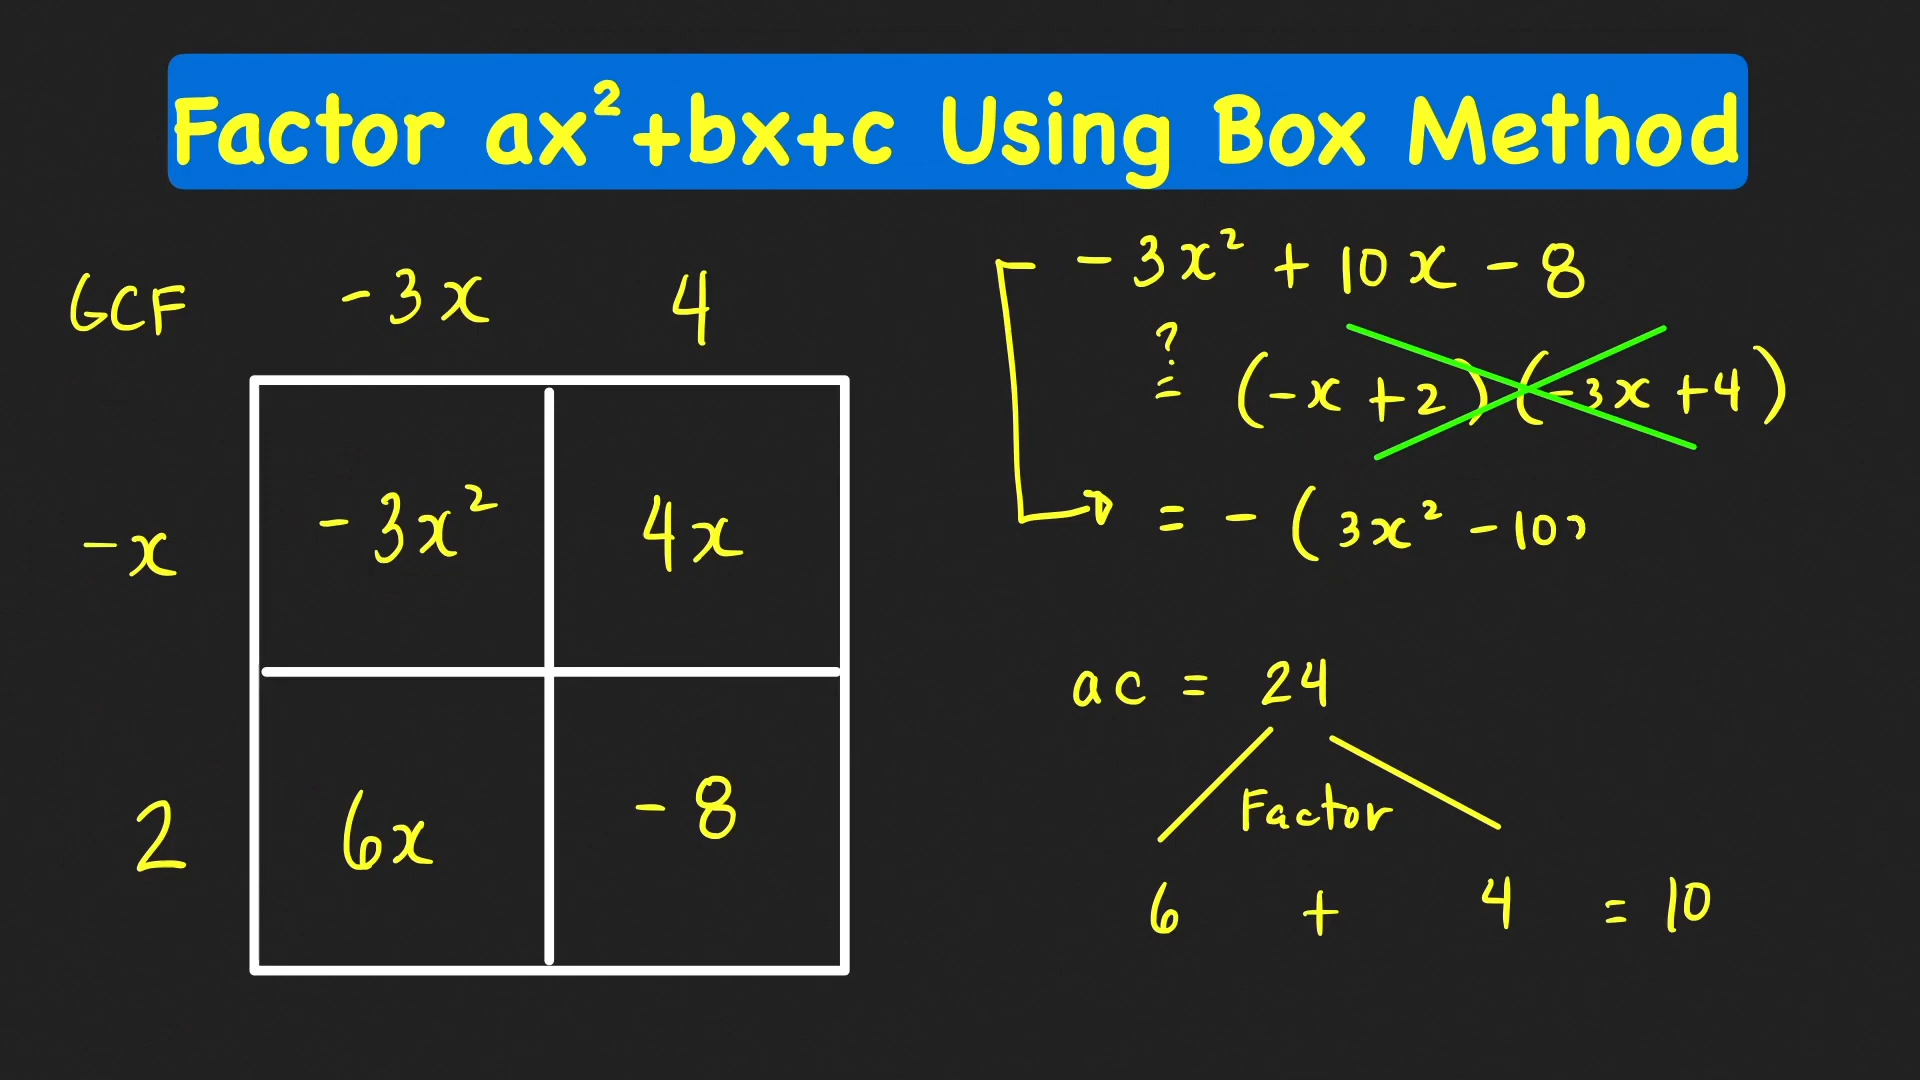 Factor ax²+bx+c Using Box Method
GCF -3x 4
-x -3x² 4x
2 6x -8
-3x² + 10x - 8
?
= (-x +2)(-3x +4)
= -(3x² -10
ac = 24
Factor
6 + 4 = 10